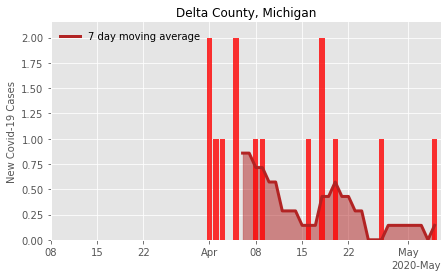 Delta County, Michigan
7 day moving average
New Covid-19 Cases
2.00
1.75
1.50
1.25
1.00
0.75
0.50
0.25
0.00
08 15 22 Apr 08 15 22 May
2020-May